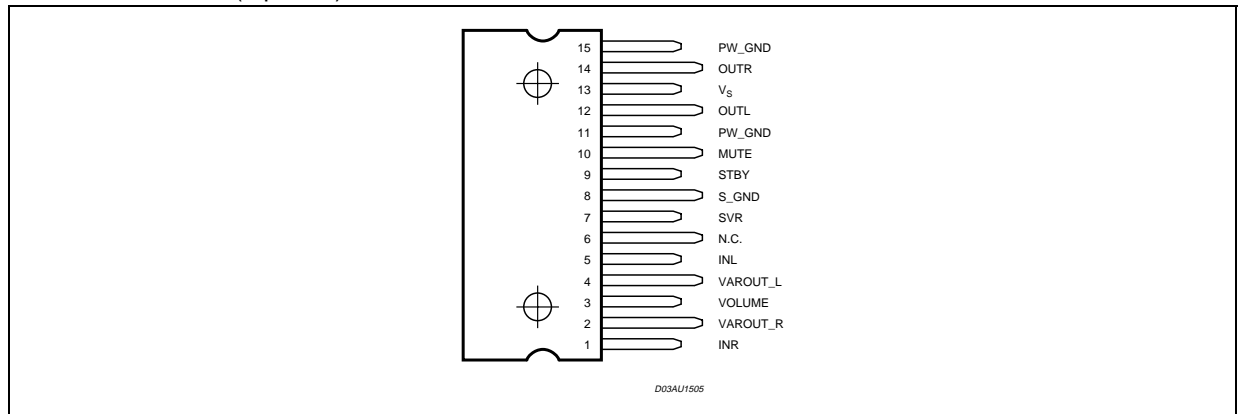 15 PW_GND
14 OUTR
13 VS
12 OUTL
11 PW_GND
10 MUTE
9 STBY
8 S_GND
7 SVR
6 N.C.
5 INL
4 VAROUT_L
3 VOLUME
2 VAROUT_R
1 INR
D03AU1505